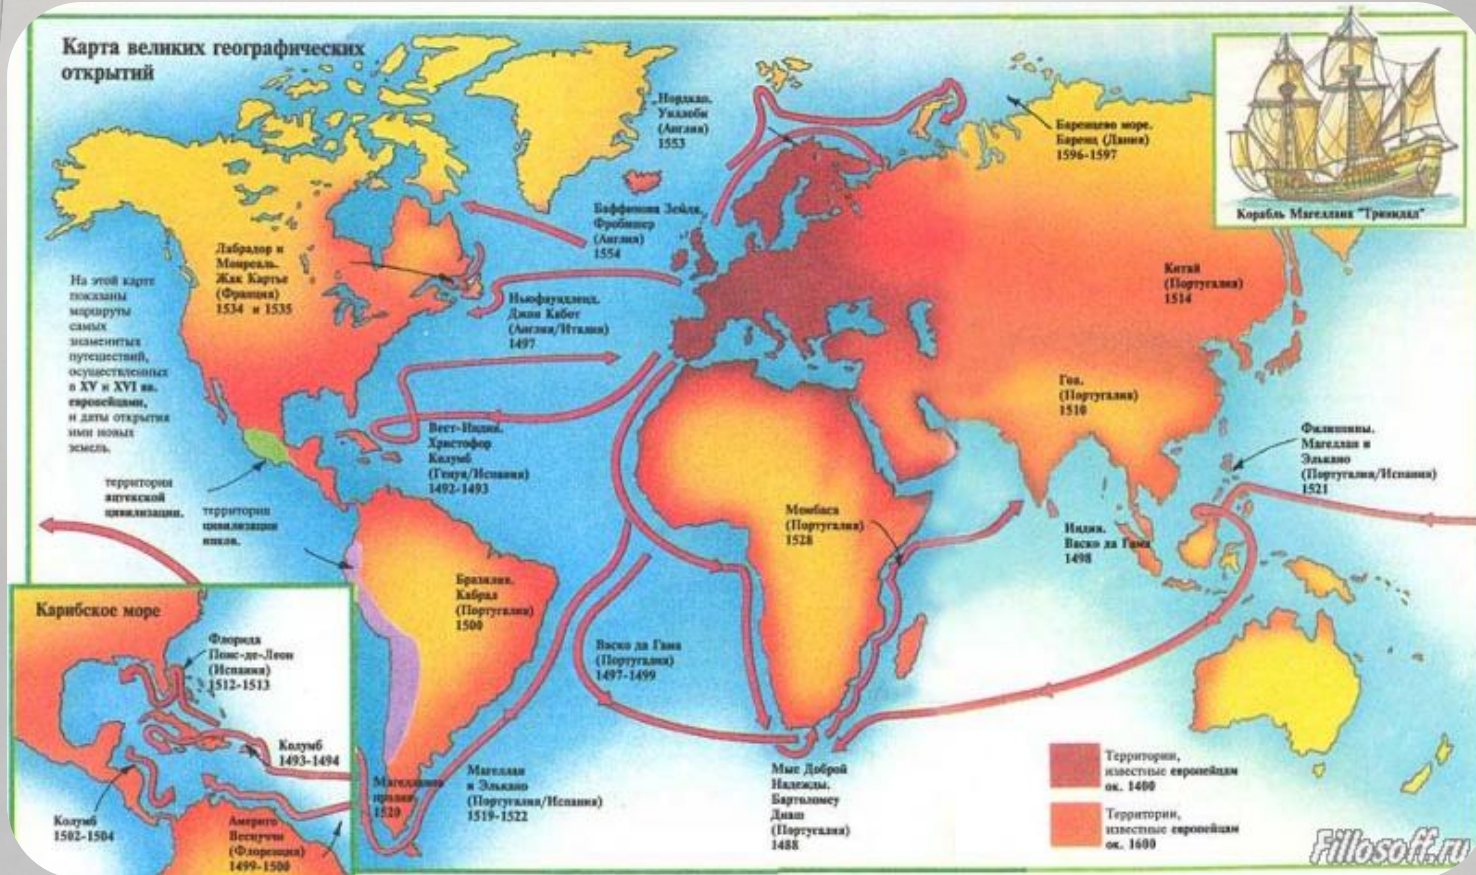 Карта великих географических
открытий
Нордкап.
Уиллоби
(Англия)
1553
Баренцево море.
Баренц (Дания)
1596-1597
Корабль Магеллана "Тринидад"
Баффинова Земля.
Фробишер
(Англия)
1554
Лабрадор и
Монреаль.
Жак Картье
(Франция)
1534 и 1535
На этой карте
показаны
маршруты
самых
знаменитых
путешествий,
осуществленных
в XV и XVI вв.
европейцами,
и даты открытия
ими новых
земель.
Ньюфаундленд.
Джон Кабот
(Англия/Италия)
1497
Китай
(Португалия)
1514
Гоа.
(Португалия)
1510
Вест-Индия.
Христофор
Колумб
(Генуя/Испания)
1492-1493
Филиппины.
Магеллан и
Элькано
(Португалия/Испания)
1521
территория
ацтекской
цивилизации.
территория
цивилизации
инков.
Момбаса
(Португалия)
1528
Индия.
Васко да Гама
1498
Бразилия.
Кабрал
(Португалия)
1500
Васко да Гама
(Португалия)
1497-1499
Карибское море
Флорида
Понс-де-Леон
(Испания)
1512-1513
Колумб
1493-1494
Колумб
1502-1504
Америго
Веспуччи
(Флоренция)
1499-1500
Магелланов
пролив.
1520
Магеллан
и Элькано
(Португалия/Испания)
1519-1522
Мыс Доброй
Надежды.
Бартоломеу
Диаш
(Португалия)
1488
Территории,
известные европейцам
ок. 1400
Территории,
известные европейцам
ок. 1600
Fillosoff.ru